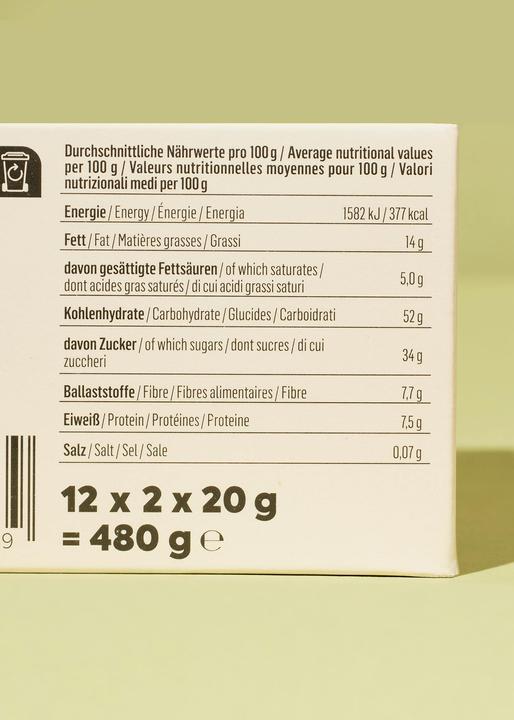 Durchschnittliche Nährwerte pro 100 g / Average nutritional values
per 100 g / Valeurs nutritionnelles moyennes pour 100 g / Valori
nutrizionali medi per 100 g
Energie / Energy / Énergie / Energia 1582 kJ / 377 kcal
Fett / Fat / Matières grasses / Grassi 14 g
davon gesättigte Fettsäuren / of which saturates /
dont acides gras saturés / di cui acidi grassi saturi 5,0 g
Kohlenhydrate / Carbohydrate / Glucides / Carboidrati 52 g
davon Zucker / of which sugars / dont sucres / di cui
zuccheri 34 g
Ballaststoffe / Fibre / Fibres alimentaires / Fibre 7,7 g
Eiweiß / Protein / Protéines / Proteine 7,5 g
Salz / Salt / Sel / Sale 0,07 g
12 x 2 x 20 g
= 480 g ℮
9